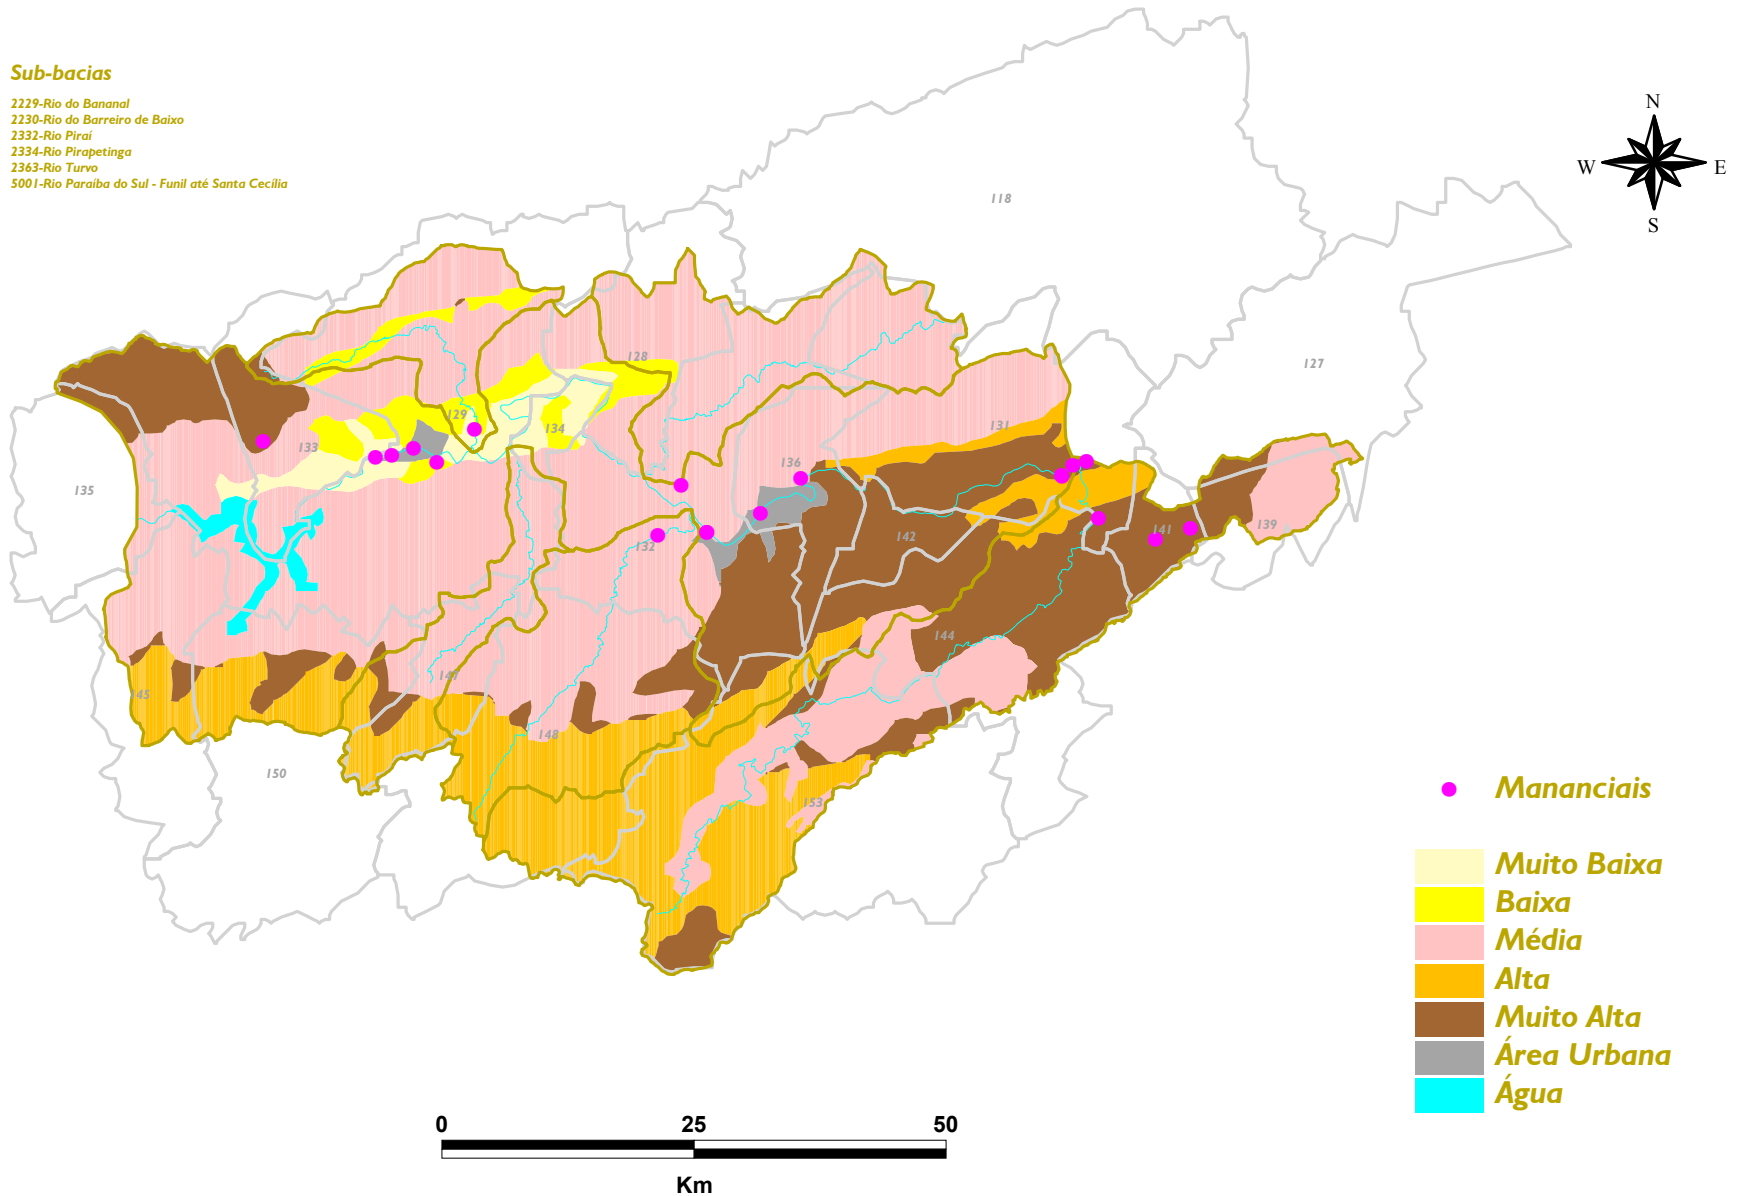 Sub-bacias
2229-Rio do Bananal
2230-Rio do Barreiro de Baixo
2332-Rio Piraí
2334-Rio Pirapetinga
2363-Rio Turvo
5001-Rio Paraíba do Sul - Funil até Santa Cecília
N
W
E
S
118
127
128
129
134
133
131
135
136
139
141
142
132
144
147
145
148
150
153
Mananciais
Muito Baixa
Baixa
Média
Alta
Muito Alta
Área Urbana
Água
0 25 50
Km